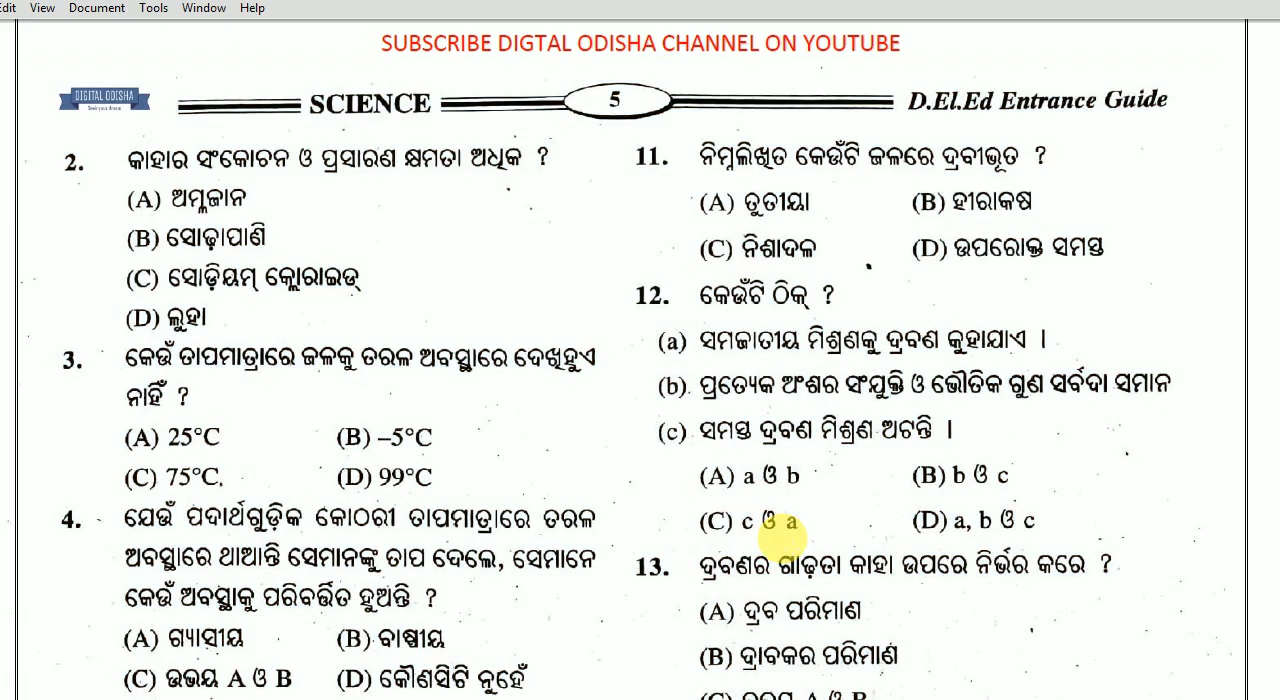 Edit View Document Tools Window Help
SUBSCRIBE DIGTAL ODISHA CHANNEL ON YOUTUBE
DIGITAL ODISHA
SCIENCE 5 D.El.Ed Entrance Guide
2. କାହାର ସଂକୋଚନ ଓ ପ୍ରସାରଣ କ୍ଷମତା ଅଧିକ ?
(A) ଅମ୍ଳଜାନ
(B) ସୋଢ଼ାପାଣି
(C) ସୋଡ଼ିୟମ୍ କ୍ଲୋରାଇଡ୍
(D) ଲୁହା
3. କେଉଁ ତାପମାତ୍ରାରେ ଜଳକୁ ତରଳ ଅବସ୍ଥାରେ ଦେଖିହୁଏ
ନାହିଁ ?
(A) 25°C (B) –5°C
(C) 75°C. (D) 99°C
4. ଯେଉଁ ପଦାର୍ଥଗୁଡ଼ିକ କୋଠରୀ ତାପମାତ୍ରାରେ ତରଳ
ଅବସ୍ଥାରେ ଥାଆନ୍ତି ସେମାନଙ୍କୁ ତାପ ଦେଲେ, ସେମାନେ
କେଉଁ ଅବସ୍ଥାକୁ ପରିବର୍ତ୍ତିତ ହୁଅନ୍ତି ?
(A) ଗ୍ୟାସୀୟ (B) ବାଷ୍ପୀୟ
(C) ଉଭୟ A ଓ B (D) କୌଣସିଟି ନୁହେଁ
11. ନିମ୍ନଲିଖିତ କେଉଁଟି ଜଳରେ ଦ୍ରବୀଭୂତ ?
(A) ତୁତୀୟା (B) ହୀରାକଷ
(C) ନିଶାଦଳ (D) ଉପରୋକ୍ତ ସମସ୍ତ
12. କେଉଁଟି ଠିକ୍ ?
(a) ସମଜାତୀୟ ମିଶ୍ରଣକୁ ଦ୍ରବଣ କୁହାଯାଏ ।
(b). ପ୍ରତ୍ୟେକ ଅଂଶର ସଂଯୁକ୍ତି ଓ ଭୌତିକ ଗୁଣ ସର୍ବଦା ସମାନ
(c) ସମସ୍ତ ଦ୍ରବଣ ମିଶ୍ରଣ ଅଟନ୍ତି ।
(A) a ଓ b (B) b ଓ c
(C) c ଓ a (D) a, b ଓ c
13. ଦ୍ରବଣର ଗାଢ଼ତା କାହା ଉପରେ ନିର୍ଭର କରେ ?
(A) ଦ୍ରବ ପରିମାଣ
(B) ଦ୍ରାବକର ପରିମାଣ
(C) ଉଭୟ A ଓ B